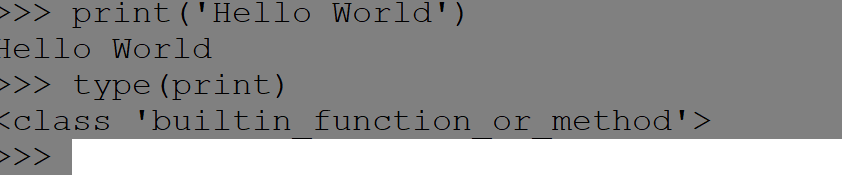 >>> print('Hello World')
Hello World
>>> type(print)
<class 'builtin_function_or_method'>
>>>